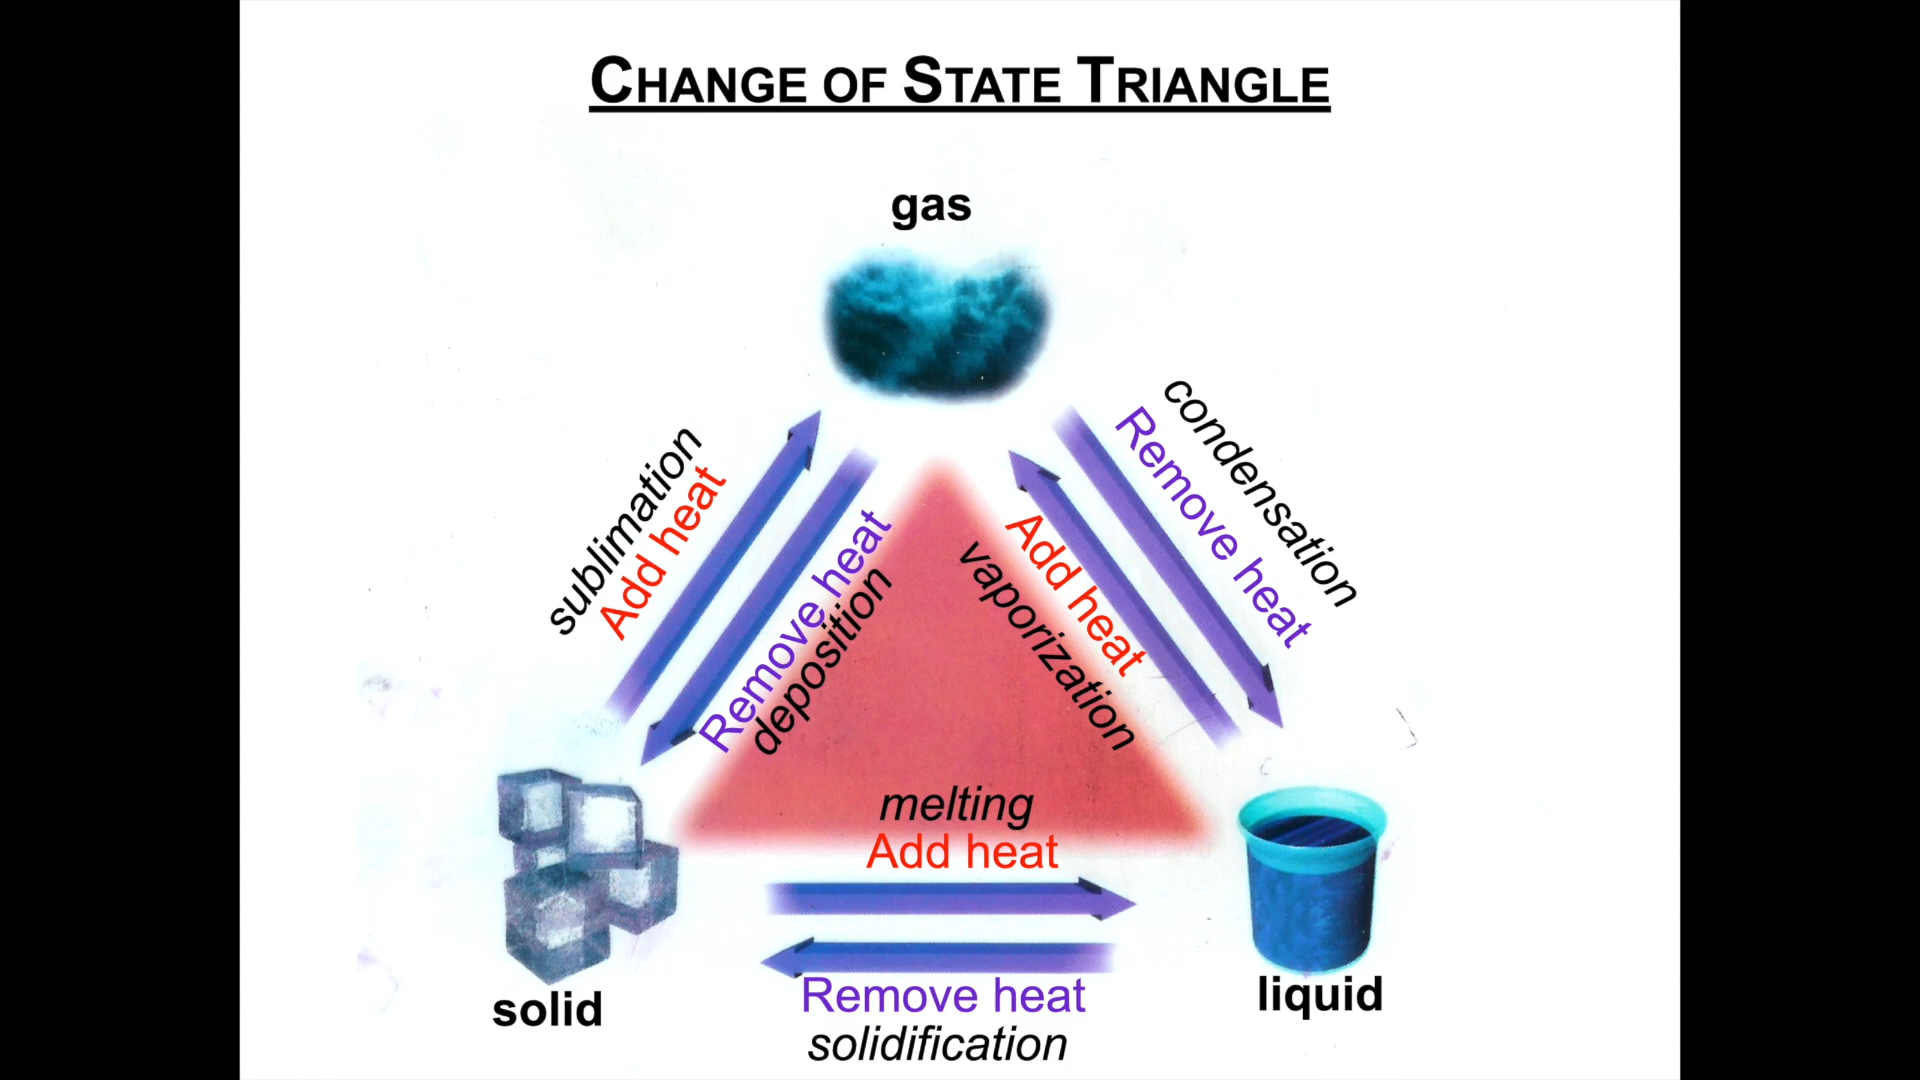 CHANGE OF STATE TRIANGLE
gas
sublimation
Add heat
Remove heat
deposition
condensation
Remove heat
Add heat
vaporization
melting
Add heat
Remove heat
solidification
solid
liquid